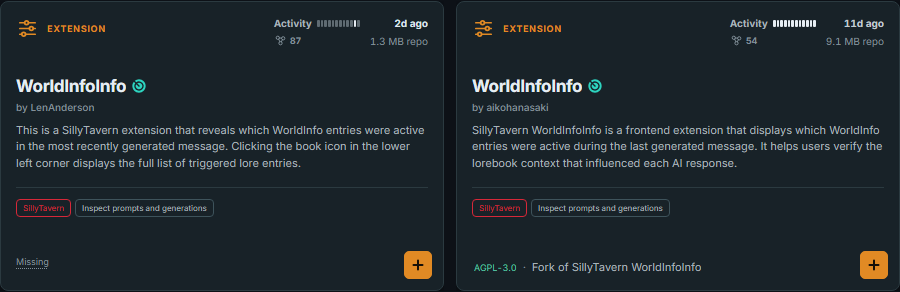 EXTENSION
Activity
2d ago
87
1.3 MB repo
WorldInfoInfo
by LenAnderson
This is a SillyTavern extension that reveals which WorldInfo entries were active
in the most recently generated message. Clicking the book icon in the lower
left corner displays the full list of triggered lore entries.
SillyTavern
Inspect prompts and generations
Missing
EXTENSION
Activity
11d ago
54
9.1 MB repo
WorldInfoInfo
by aikohanasaki
SillyTavern WorldInfoInfo is a frontend extension that displays which WorldInfo
entries were active during the last generated message. It helps users verify the
lorebook context that influenced each AI response.
SillyTavern
Inspect prompts and generations
AGPL-3.0 · Fork of SillyTavern WorldInfoInfo